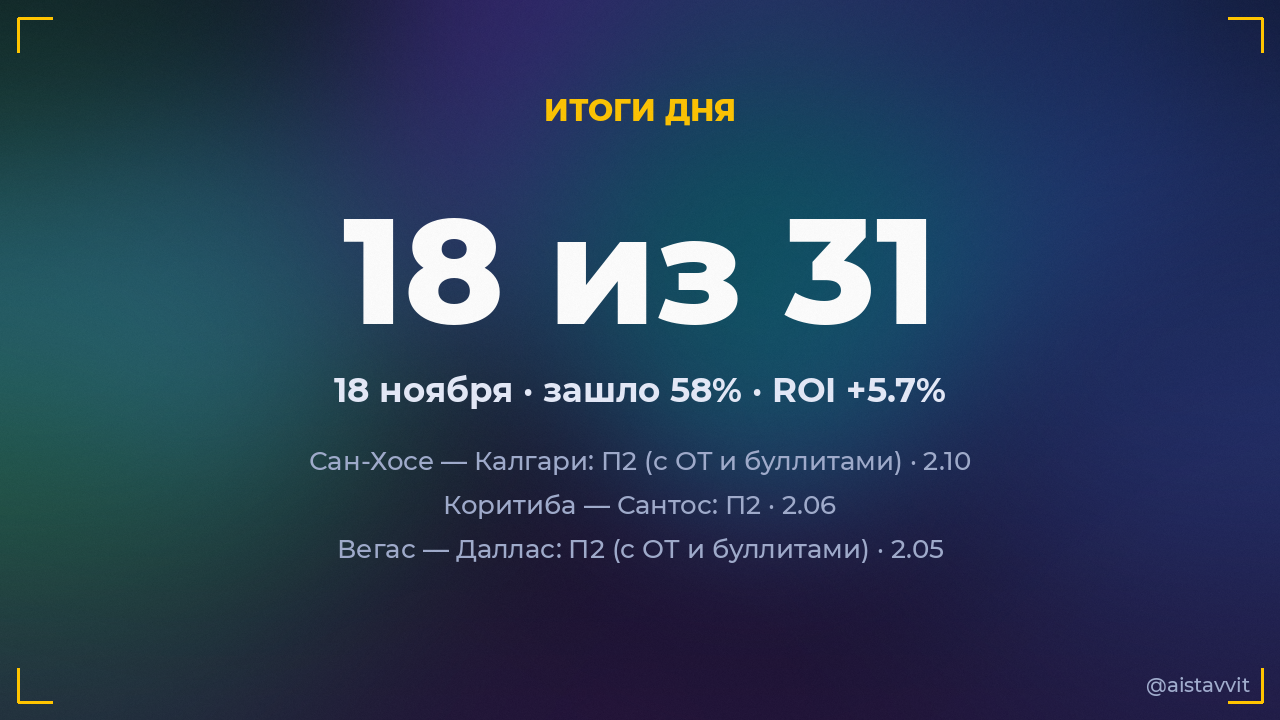 ИТОГИ ДНЯ
18 из 31
18 ноября · зашло 58% · ROI +5.7%
Сан-Хосе — Калгари: П2 (с ОТ и буллитами) · 2.10
Коритиба — Сантос: П2 · 2.06
Вегас — Даллас: П2 (с ОТ и буллитами) · 2.05
@aistavvit